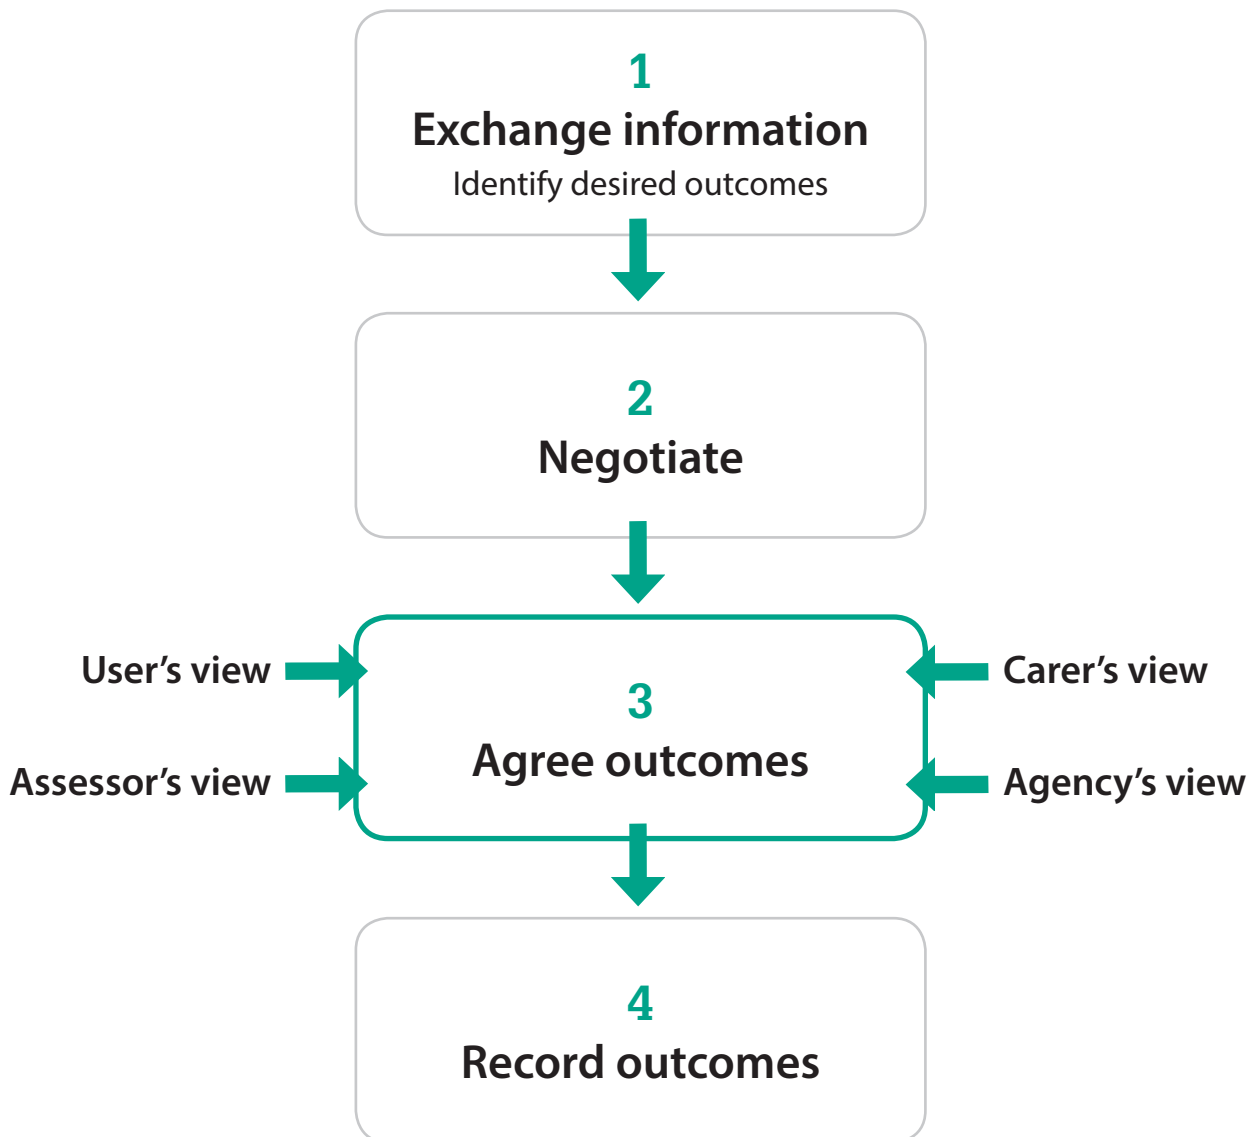 1
Exchange information
Identify desired outcomes
2
Negotiate
User’s view
Carer’s view
3
Agree outcomes
Assessor’s view
Agency’s view
4
Record outcomes